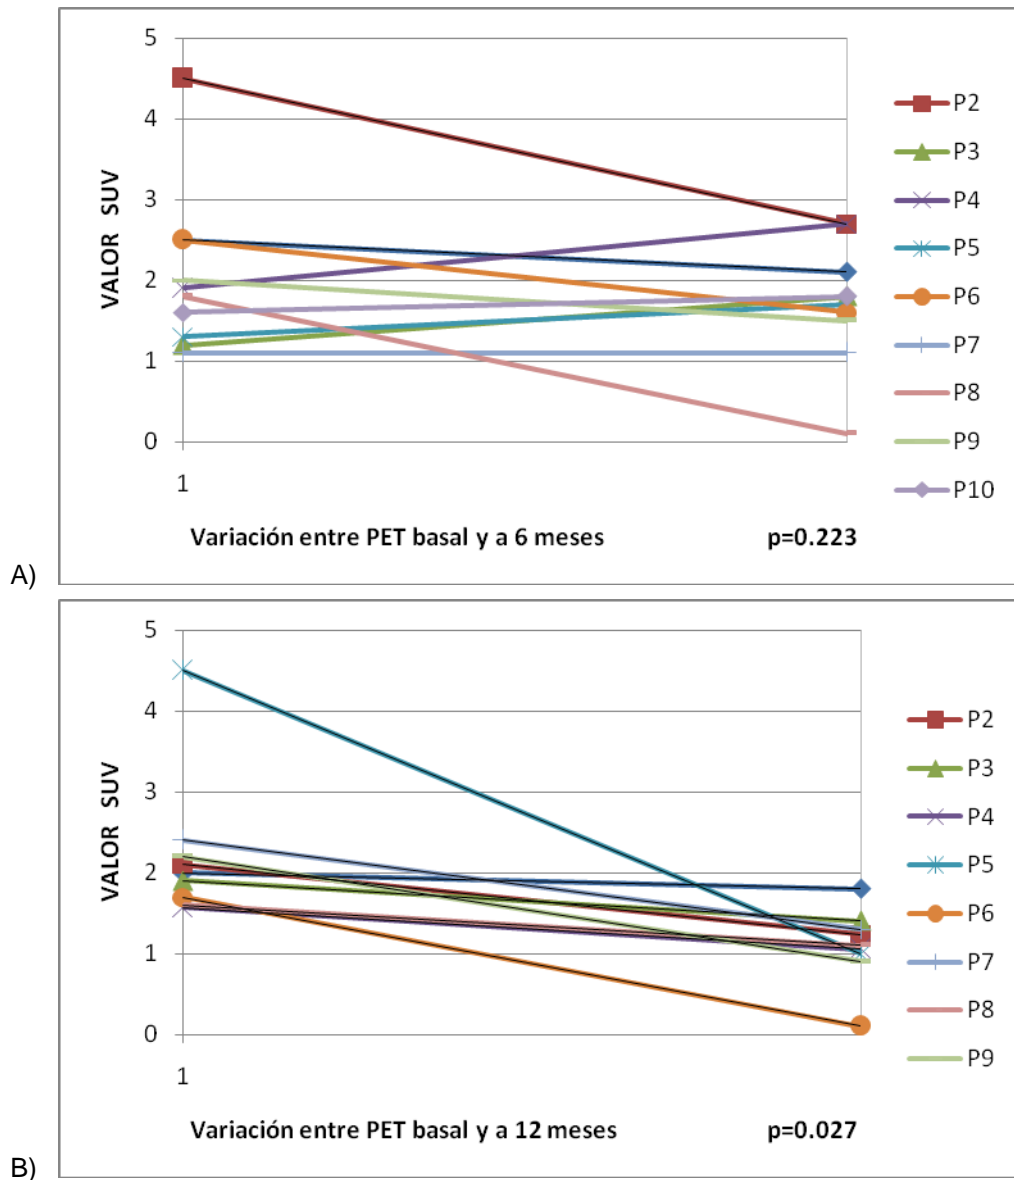 5
4
3
2
1
0
VALOR SUV
1
P2
P3
P4
P5
P6
P7
P8
P9
P10
Variación entre PET basal y a 6 meses p=0.223
A)
5
4
3
2
1
0
VALOR SUV
1
P2
P3
P4
P5
P6
P7
P8
P9
Variación entre PET basal y a 12 meses p=0.027
B)